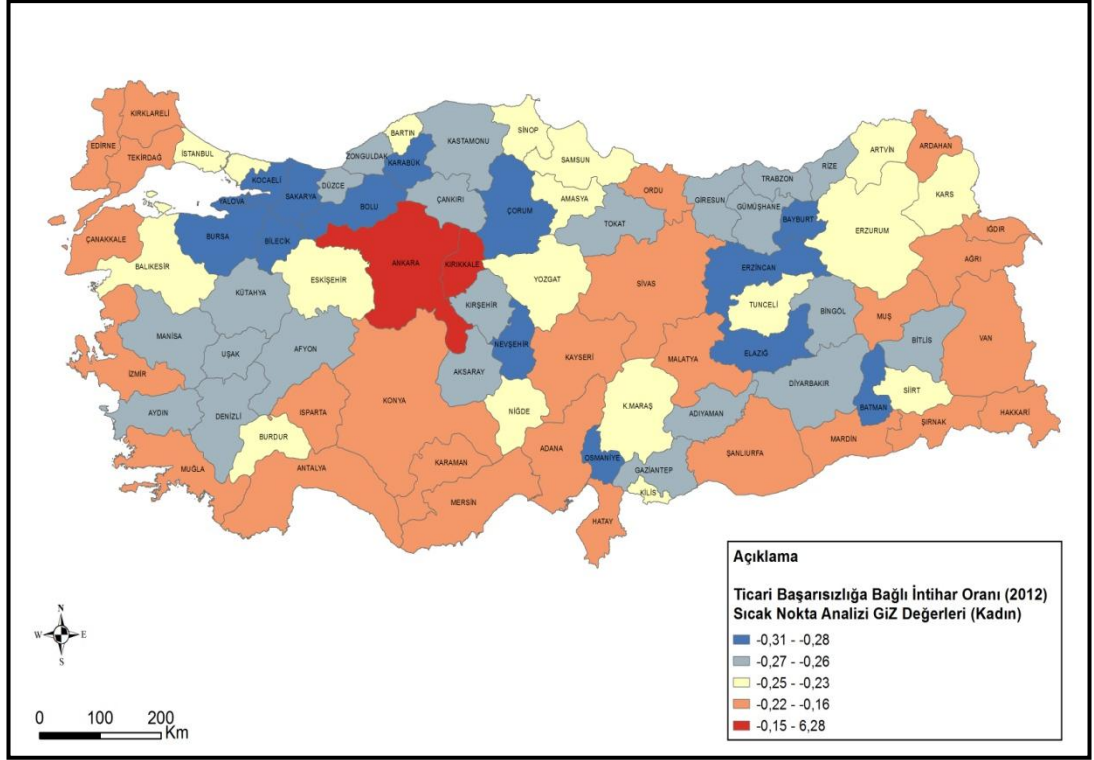 KIRKLARELİ
EDİRNE
TEKİRDAĞ
İSTANBUL
KOCAELİ
YALOVA
SAKARYA
DÜZCE
ZONGULDAK
BARTIN
KARABÜK
KASTAMONU
SİNOP
SAMSUN
BOLU
ÇANKIRI
ÇORUM
AMASYA
ORDU
TOKAT
GİRESUN
GÜMÜŞHANE
TRABZON
RİZE
ARTVİN
ARDAHAN
KARS
BAYBURT
ERZURUM
IĞDIR
AĞRI
ÇANAKKALE
BALIKESİR
BURSA
BİLECİK
ESKİŞEHİR
ANKARA
KIRIKKALE
YOZGAT
SİVAS
ERZİNCAN
TUNCELİ
BİNGÖL
MUŞ
VAN
BİTLİS
KÜTAHYA
MANİSA
UŞAK
AFYON
KIRŞEHİR
NEVŞEHİR
KAYSERİ
MALATYA
ELAZIĞ
DİYARBAKIR
BATMAN
SİİRT
ŞIRNAK
HAKKARİ
İZMİR
AYDIN
DENİZLİ
ISPARTA
BURDUR
KONYA
AKSARAY
NİĞDE
ADANA
K.MARAŞ
ADIYAMAN
ŞANLIURFA
MARDİN
MUĞLA
ANTALYA
KARAMAN
MERSİN
OSMANİYE
GAZİANTEP
KİLİS
HATAY
Açıklama
Ticari Başarısızlığa Bağlı İntihar Oranı (2012)
Sıcak Nokta Analizi GiZ Değerleri (Kadın)
-0,31 - -0,28
-0,27 - -0,26
-0,25 - -0,23
-0,22 - -0,16
-0,15 - 6,28
N
W E
S
0 100 200
Km